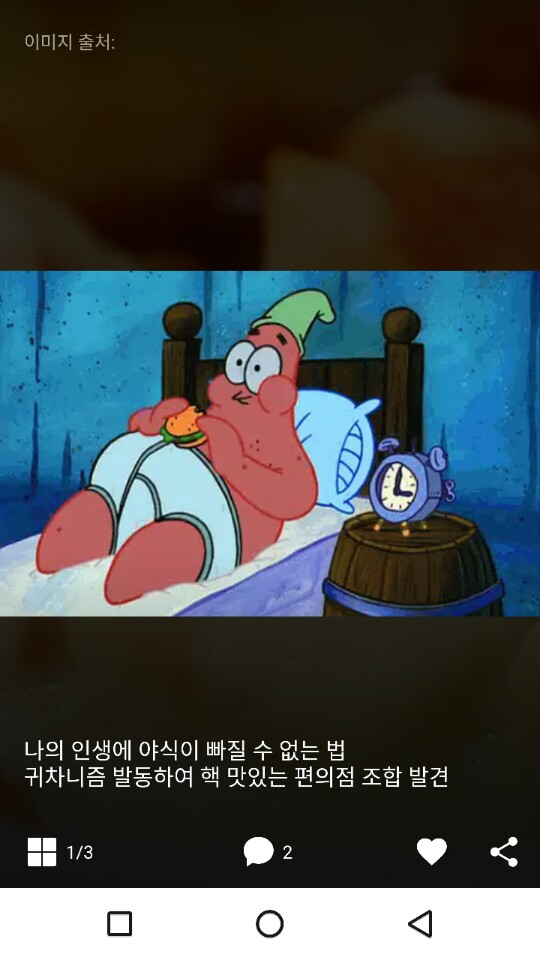 이미지 출처:
나의 인생에 야식이 빠질 수 없는 법
귀차니즘 발동하여 핵 맛있는 편의점 조합 발견
1/3
2